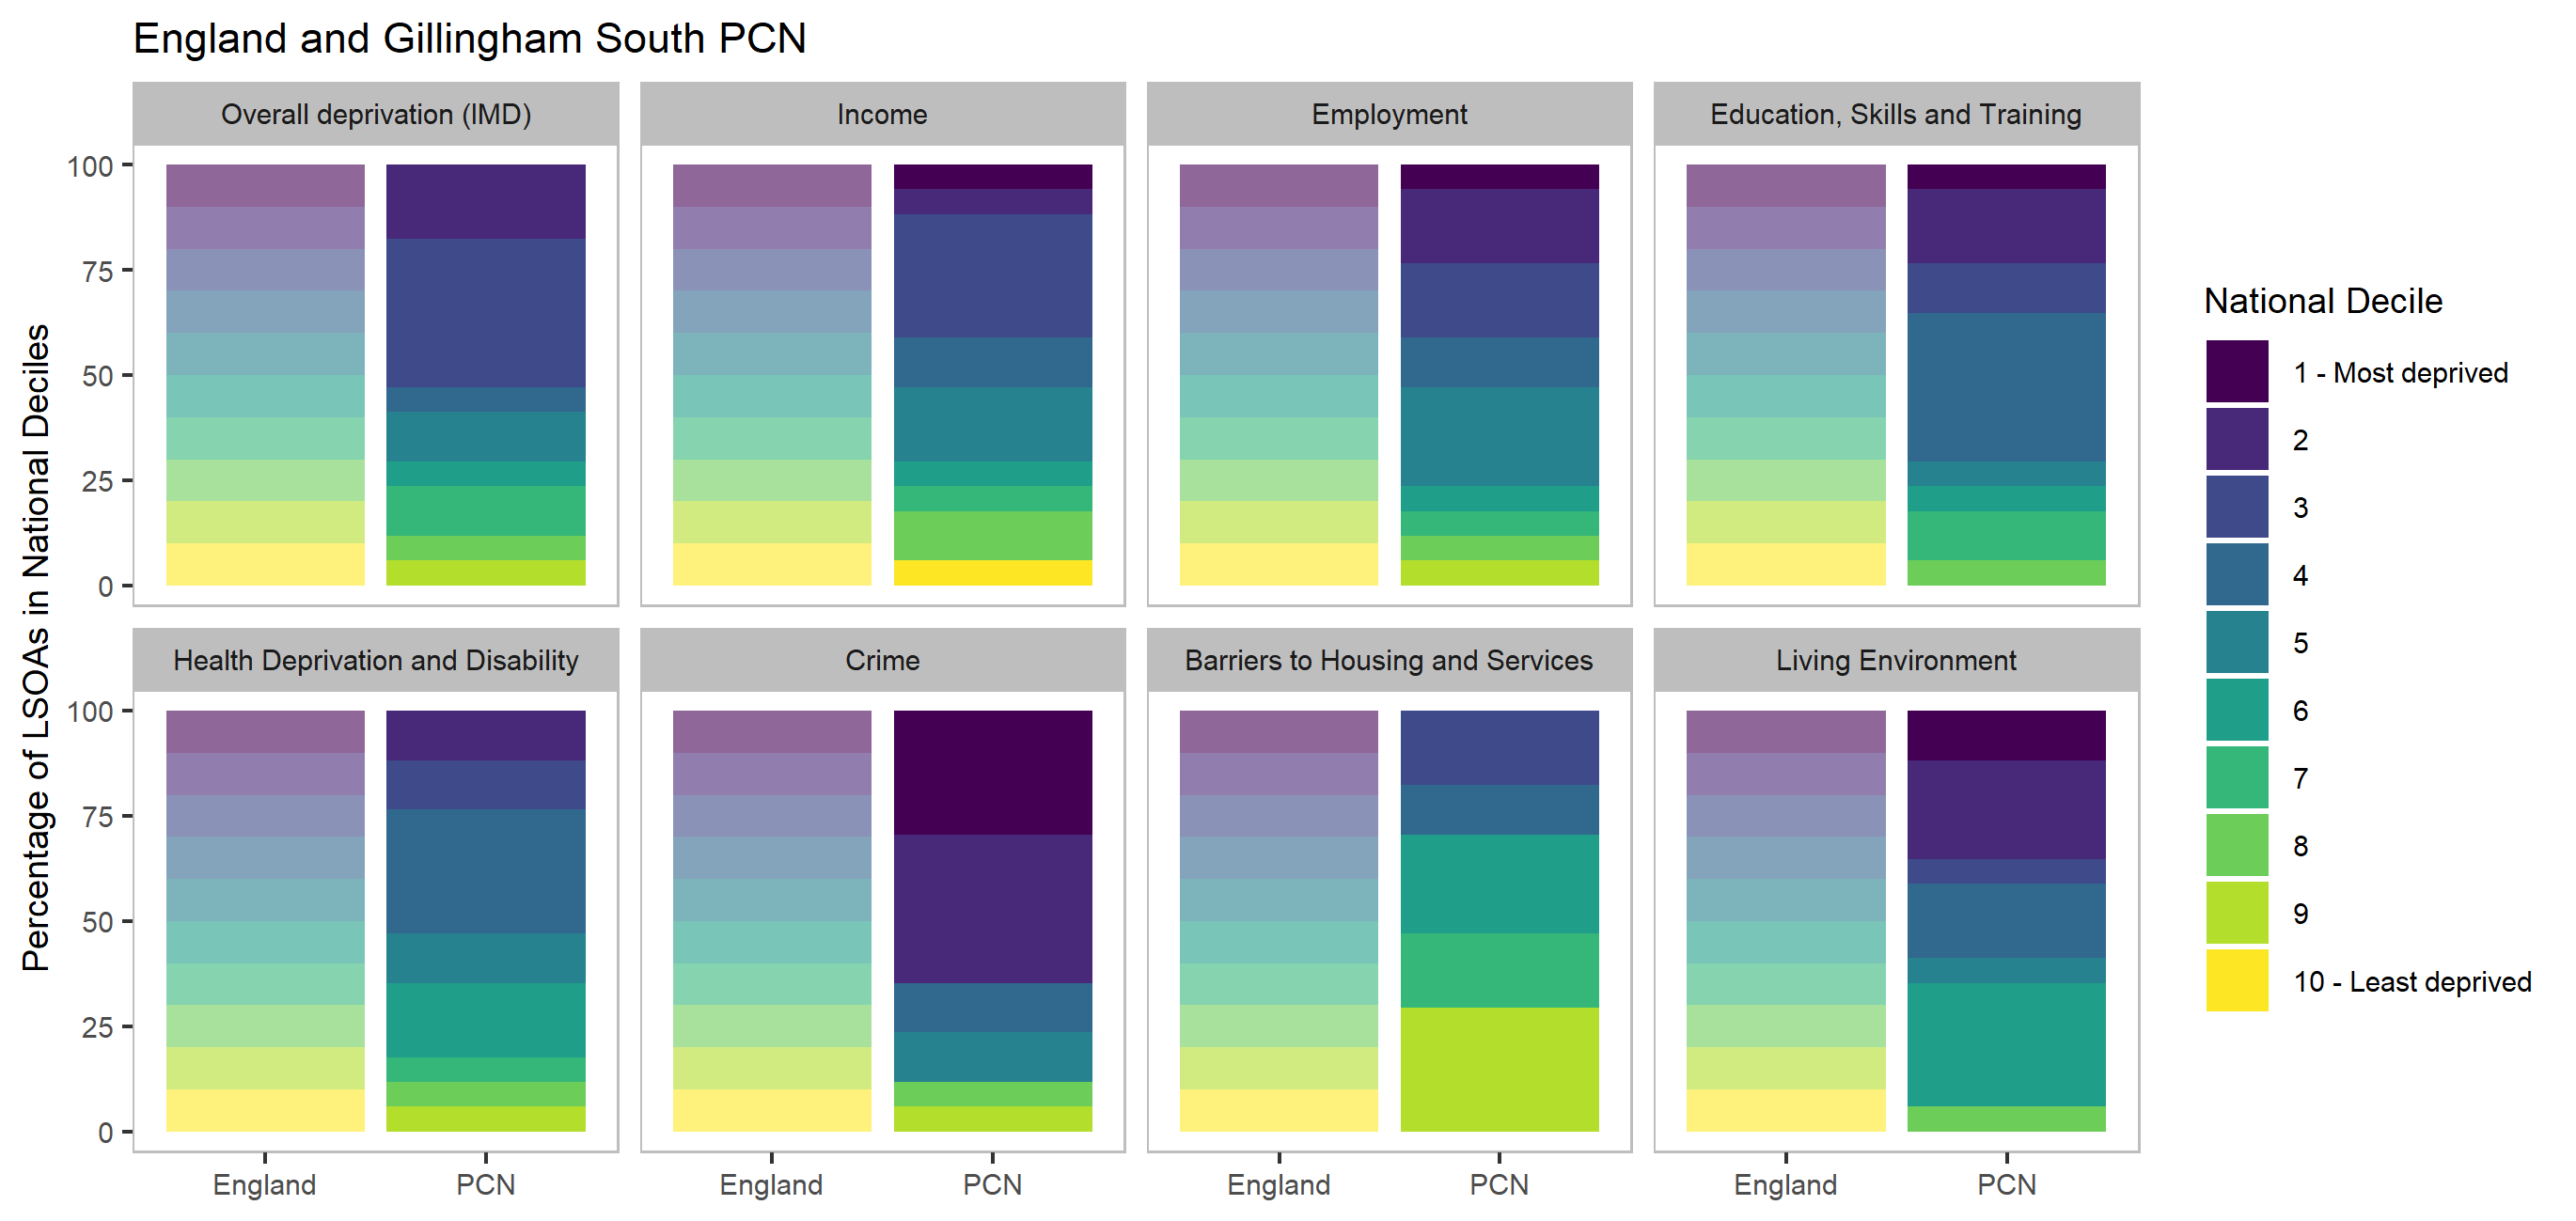 England and Gillingham South PCN
Overall deprivation (IMD)
Income
Employment
Education, Skills and Training
100
75
50
25
0
Health Deprivation and Disability
Crime
Barriers to Housing and Services
Living Environment
100
75
50
25
0
England
PCN
England
PCN
England
PCN
England
PCN
Percentage of LSOAs in National Deciles
National Decile
1 - Most deprived
2
3
4
5
6
7
8
9
10 - Least deprived